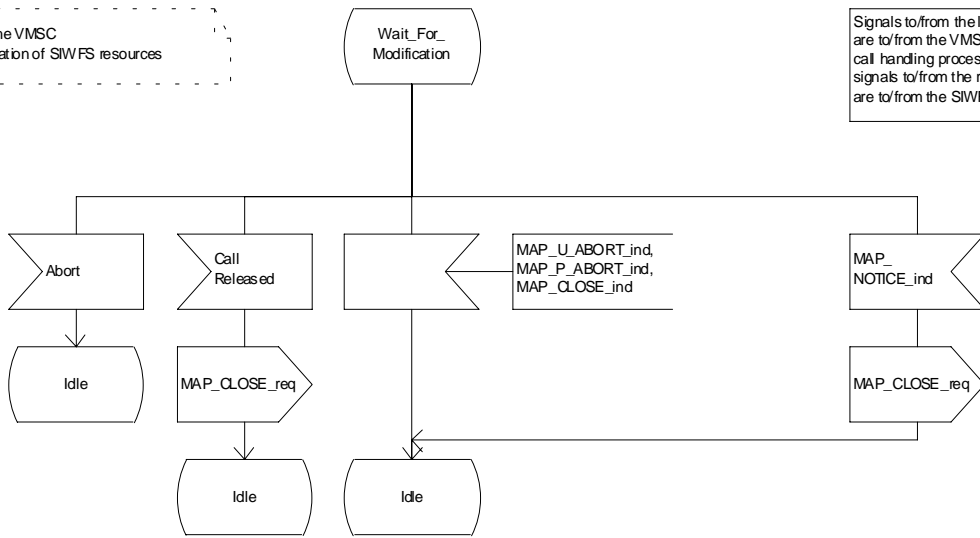 the VMSC
ation of SIWFS resources
Wait_For_
Modification
Signals to/from the
are to/from the VMS
call handling proces
signals to/from the
are to/from the SIW
Abort
Call
Released
MAP_U_ABORT_ind,
MAP_P_ABORT_ind,
MAP_CLOSE_ind
MAP_
NOTICE_ind
Idle
MAP_CLOSE_req
MAP_CLOSE_req
Idle
Idle